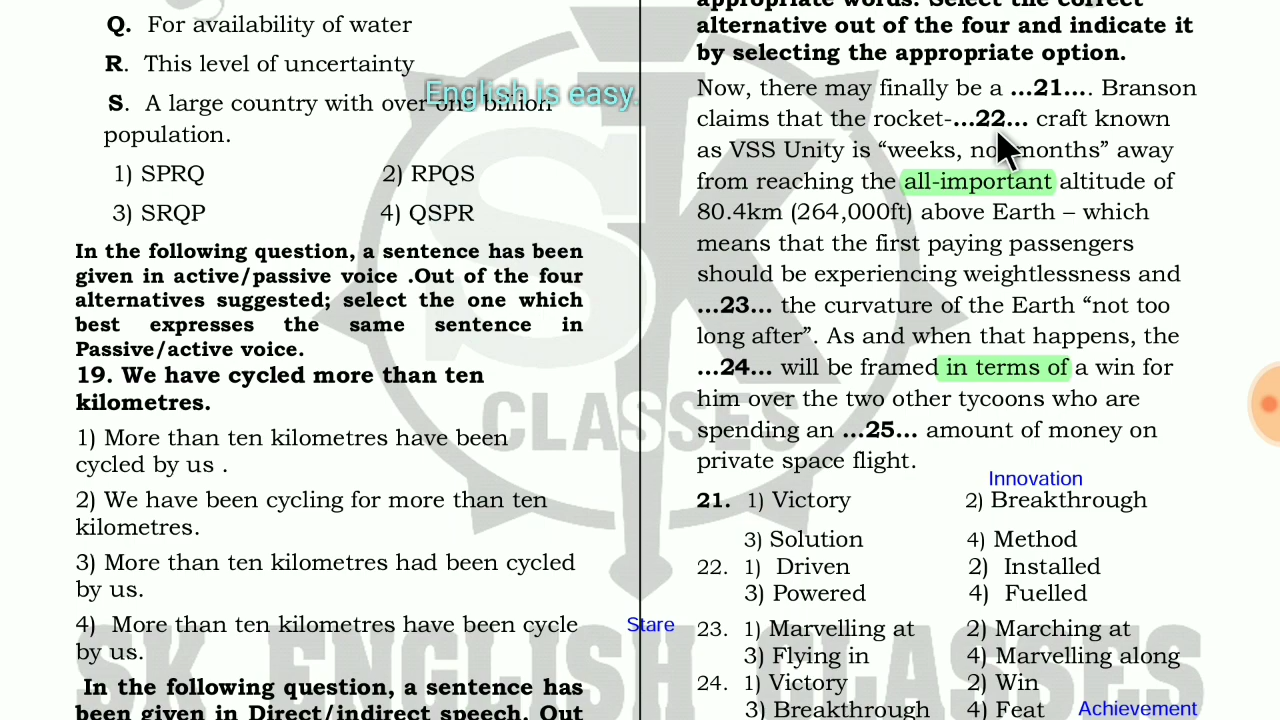 Q. For availability of water
R. This level of uncertainty
S. A large country with over one billion
population.
1) SPRQ 2) RPQS
3) SRQP 4) QSPR
In the following question, a sentence has been
given in active/passive voice .Out of the four
alternatives suggested; select the one which
best expresses the same sentence in
Passive/active voice.
19. We have cycled more than ten
kilometres.
1) More than ten kilometres have been
cycled by us .
2) We have been cycling for more than ten
kilometres.
3) More than ten kilometres had been cycled
by us.
4) More than ten kilometres have been cycle
by us.
In the following question, a sentence has
been given in Direct/indirect speech. Out
English is easy.
appropriate words. Select the correct
alternative out of the four and indicate it
by selecting the appropriate option.
Now, there may finally be a ...21.... Branson
claims that the rocket-...22... craft known
as VSS Unity is “weeks, not months” away
from reaching the all-important altitude of
80.4km (264,000ft) above Earth – which
means that the first paying passengers
should be experiencing weightlessness and
...23... the curvature of the Earth “not too
long after”. As and when that happens, the
...24... will be framed in terms of a win for
him over the two other tycoons who are
spending an ...25... amount of money on
private space flight.
Innovation
21. 1) Victory 2) Breakthrough
3) Solution 4) Method
22. 1) Driven 2) Installed
3) Powered 4) Fuelled
Stare
23. 1) Marvelling at 2) Marching at
3) Flying in 4) Marvelling along
24. 1) Victory 2) Win
3) Breakthrough 4) Feat Achievement
SK
CLASSES
SK ENGLISH CLASSES